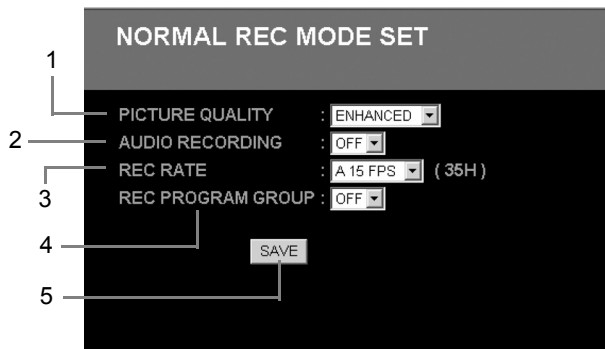 NORMAL REC MODE SET
1
PICTURE QUALITY : ENHANCED
2
AUDIO RECORDING : OFF
REC RATE : A 15 FPS ( 35H )
3
REC PROGRAM GROUP : OFF
4
SAVE
5